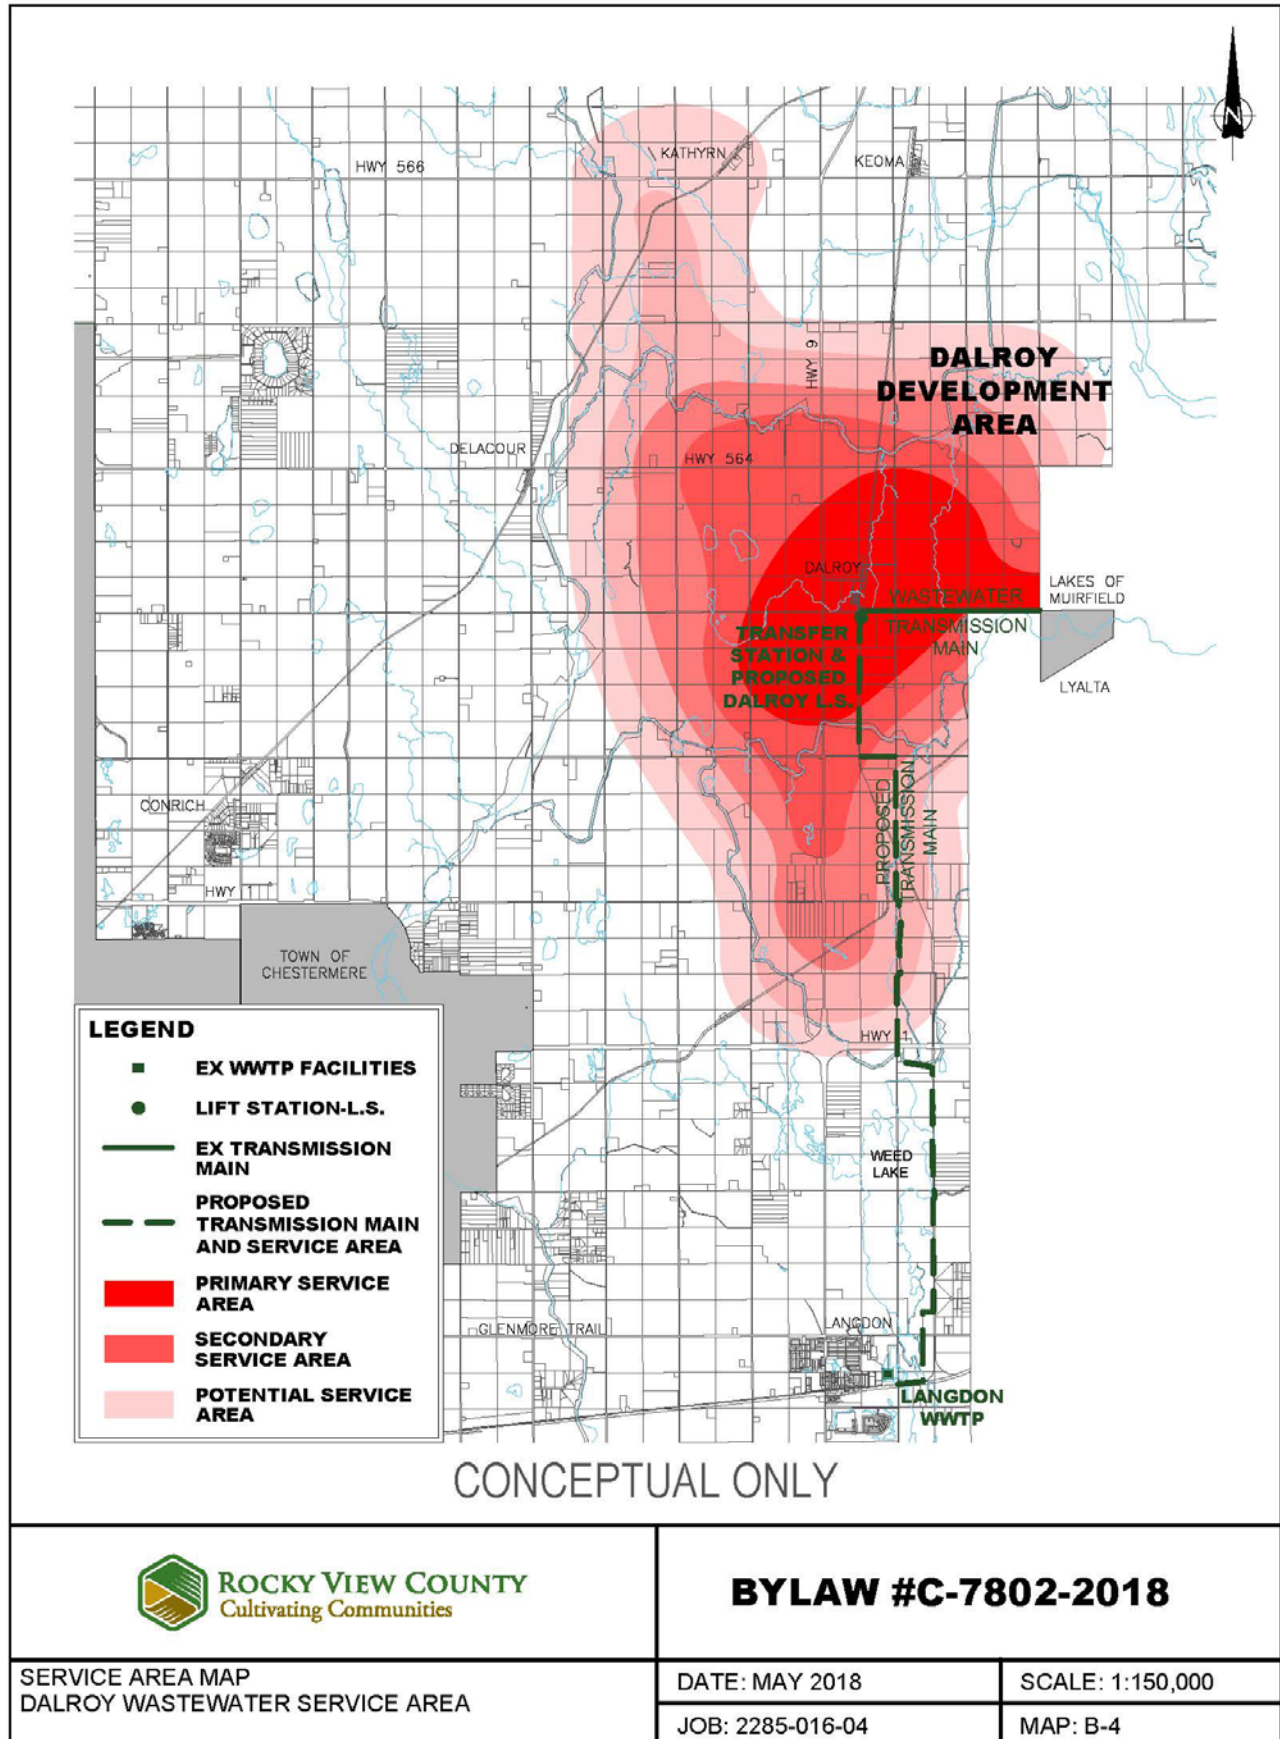 N
HWY 566
KATHYRN
KEOMA
HWY 9
DALROY
DEVELOPMENT
AREA
DELACOUR
HWY 564
DALROY
WASTEWATER
TRANSMISSION
MAIN
LAKES OF
MUIRFIELD
LYALTA
TRANSFER
STATION &
PROPOSED
DALROY L.S.
PROPOSED
TRANSMISSION
MAIN
CONRICH
HWY 1
TOWN OF
CHESTERMERE
HWY 1
WEED
LAKE
GLENMORE TRAIL
LANGDON
LANGDON
WWTP
LEGEND
EX WWTP FACILITIES
LIFT STATION-L.S.
EX TRANSMISSION
MAIN
PROPOSED
TRANSMISSION MAIN
AND SERVICE AREA
PRIMARY SERVICE
AREA
SECONDARY
SERVICE AREA
POTENTIAL SERVICE
AREA
CONCEPTUAL ONLY
ROCKY VIEW COUNTY
Cultivating Communities
BYLAW #C-7802-2018
SERVICE AREA MAP
DALROY WASTEWATER SERVICE AREA
DATE: MAY 2018
SCALE: 1:150,000
JOB: 2285-016-04
MAP: B-4